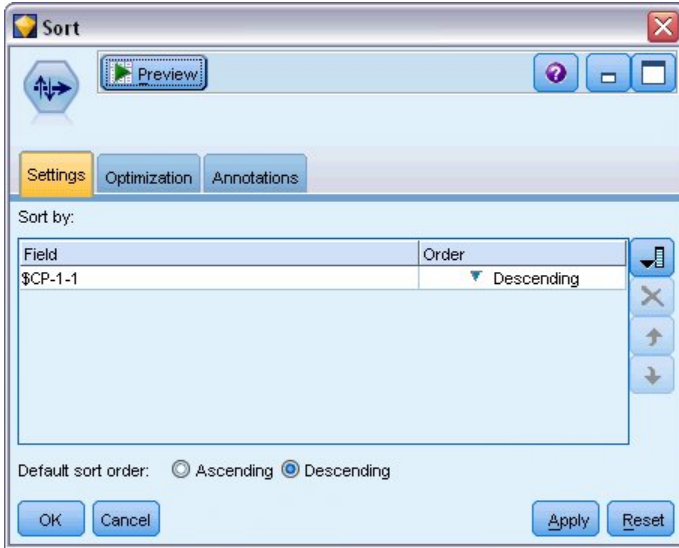 Sort
Preview
Settings Optimization Annotations
Sort by:
Field Order
$CP-1-1 Descending
Default sort order: Ascending Descending
OK Cancel Apply Reset